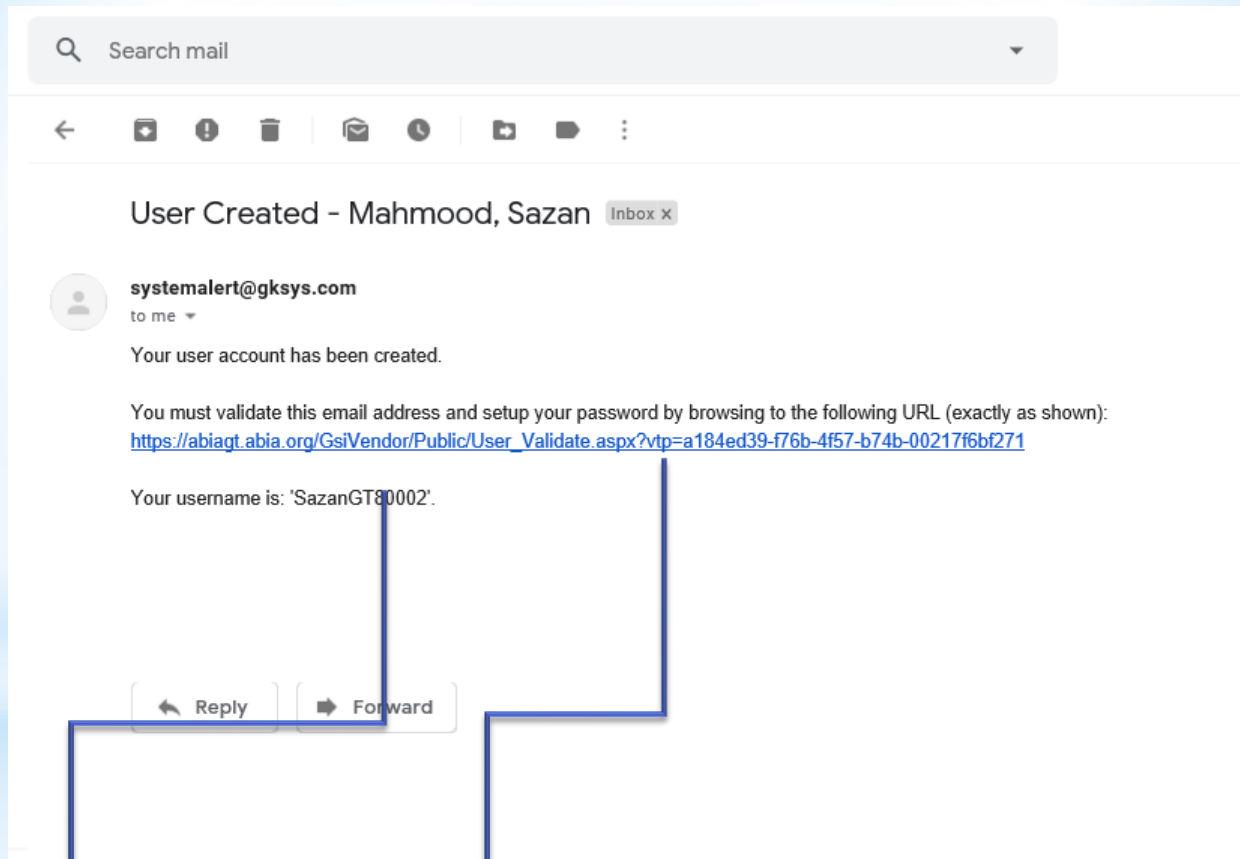 Search mail
User Created - Mahmood, Sazan Inbox x
systemalert@gksys.com
to me
Your user account has been created.
You must validate this email address and setup your password by browsing to the following URL (exactly as shown):
https://abiagt.abia.org/GsiVendor/Public/User_Validate.aspx?vtp=a184ed39-f76b-4f57-b74b-00217f6bf271
Your username is: 'SazanGT80002'.
Reply Forward